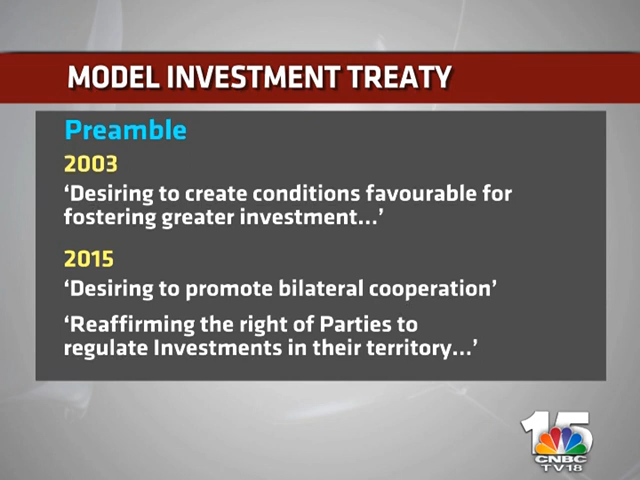 MODEL INVESTMENT TREATY
Preamble
2003
‘Desiring to create conditions favourable for
fostering greater investment...’
2015
‘Desiring to promote bilateral cooperation’
‘Reaffirming the right of Parties to
regulate Investments in their territory...’
15
CNBC
TV18